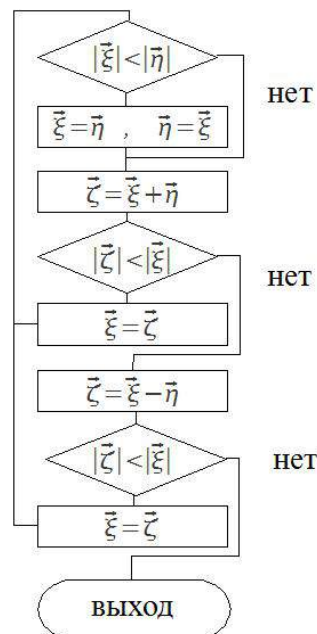 |ξ⃗|<|η⃗|
нет
ξ⃗=η⃗ , η⃗=ξ⃗
ζ⃗=ξ⃗+η⃗
|ζ⃗|<|ξ⃗|
нет
ξ⃗=ζ⃗
ζ⃗=ξ⃗−η⃗
|ζ⃗|<|ξ⃗|
нет
ξ⃗=ζ⃗
выход